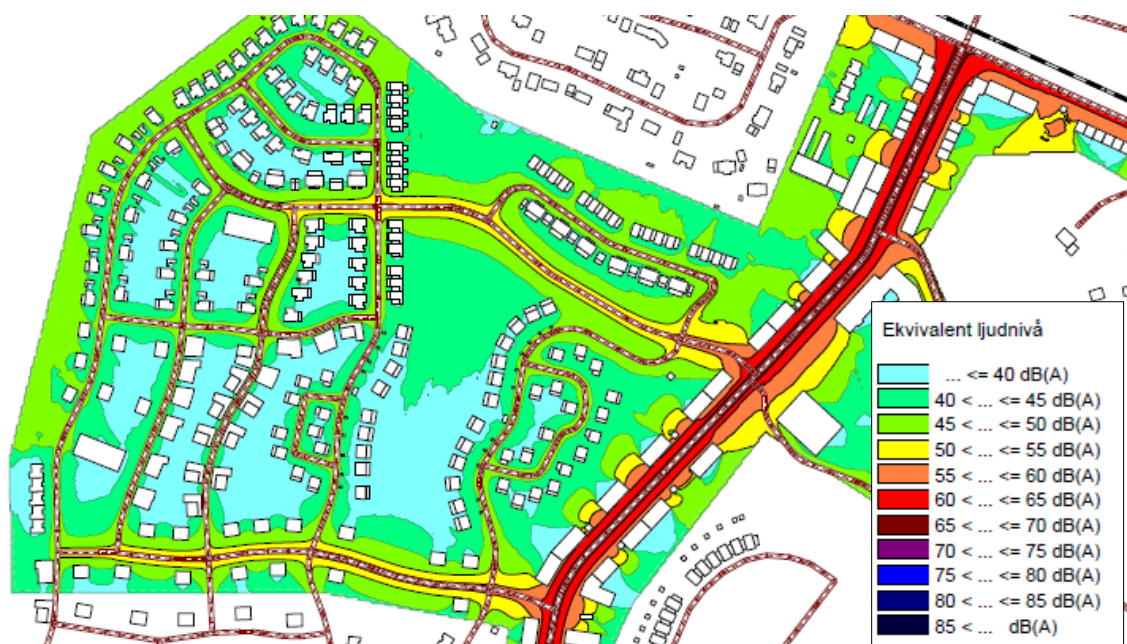 Ekvivalent ljudnivå
... <= 40 dB(A)
40 < ... <= 45 dB(A)
45 < ... <= 50 dB(A)
50 < ... <= 55 dB(A)
55 < ... <= 60 dB(A)
60 < ... <= 65 dB(A)
65 < ... <= 70 dB(A)
70 < ... <= 75 dB(A)
75 < ... <= 80 dB(A)
80 < ... <= 85 dB(A)
85 < ... dB(A)